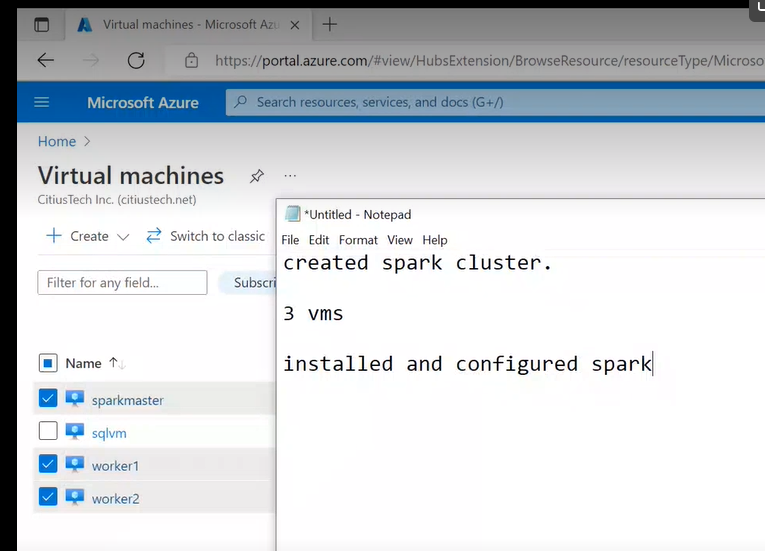 Virtual machines - Microsoft Azu
https://portal.azure.com/#view/HubsExtension/BrowseResource/resourceType/Microso
Microsoft Azure
Search resources, services, and docs (G+/)
Home >
Virtual machines
...
CitiusTech Inc. (citiustech.net)
+ Create
Switch to classic
Filter for any field...
Subscri
Name ↑↓
sparkmaster
sqlvm
worker1
worker2
*Untitled - Notepad
File Edit Format View Help
created spark cluster.
3 vms
installed and configured spark